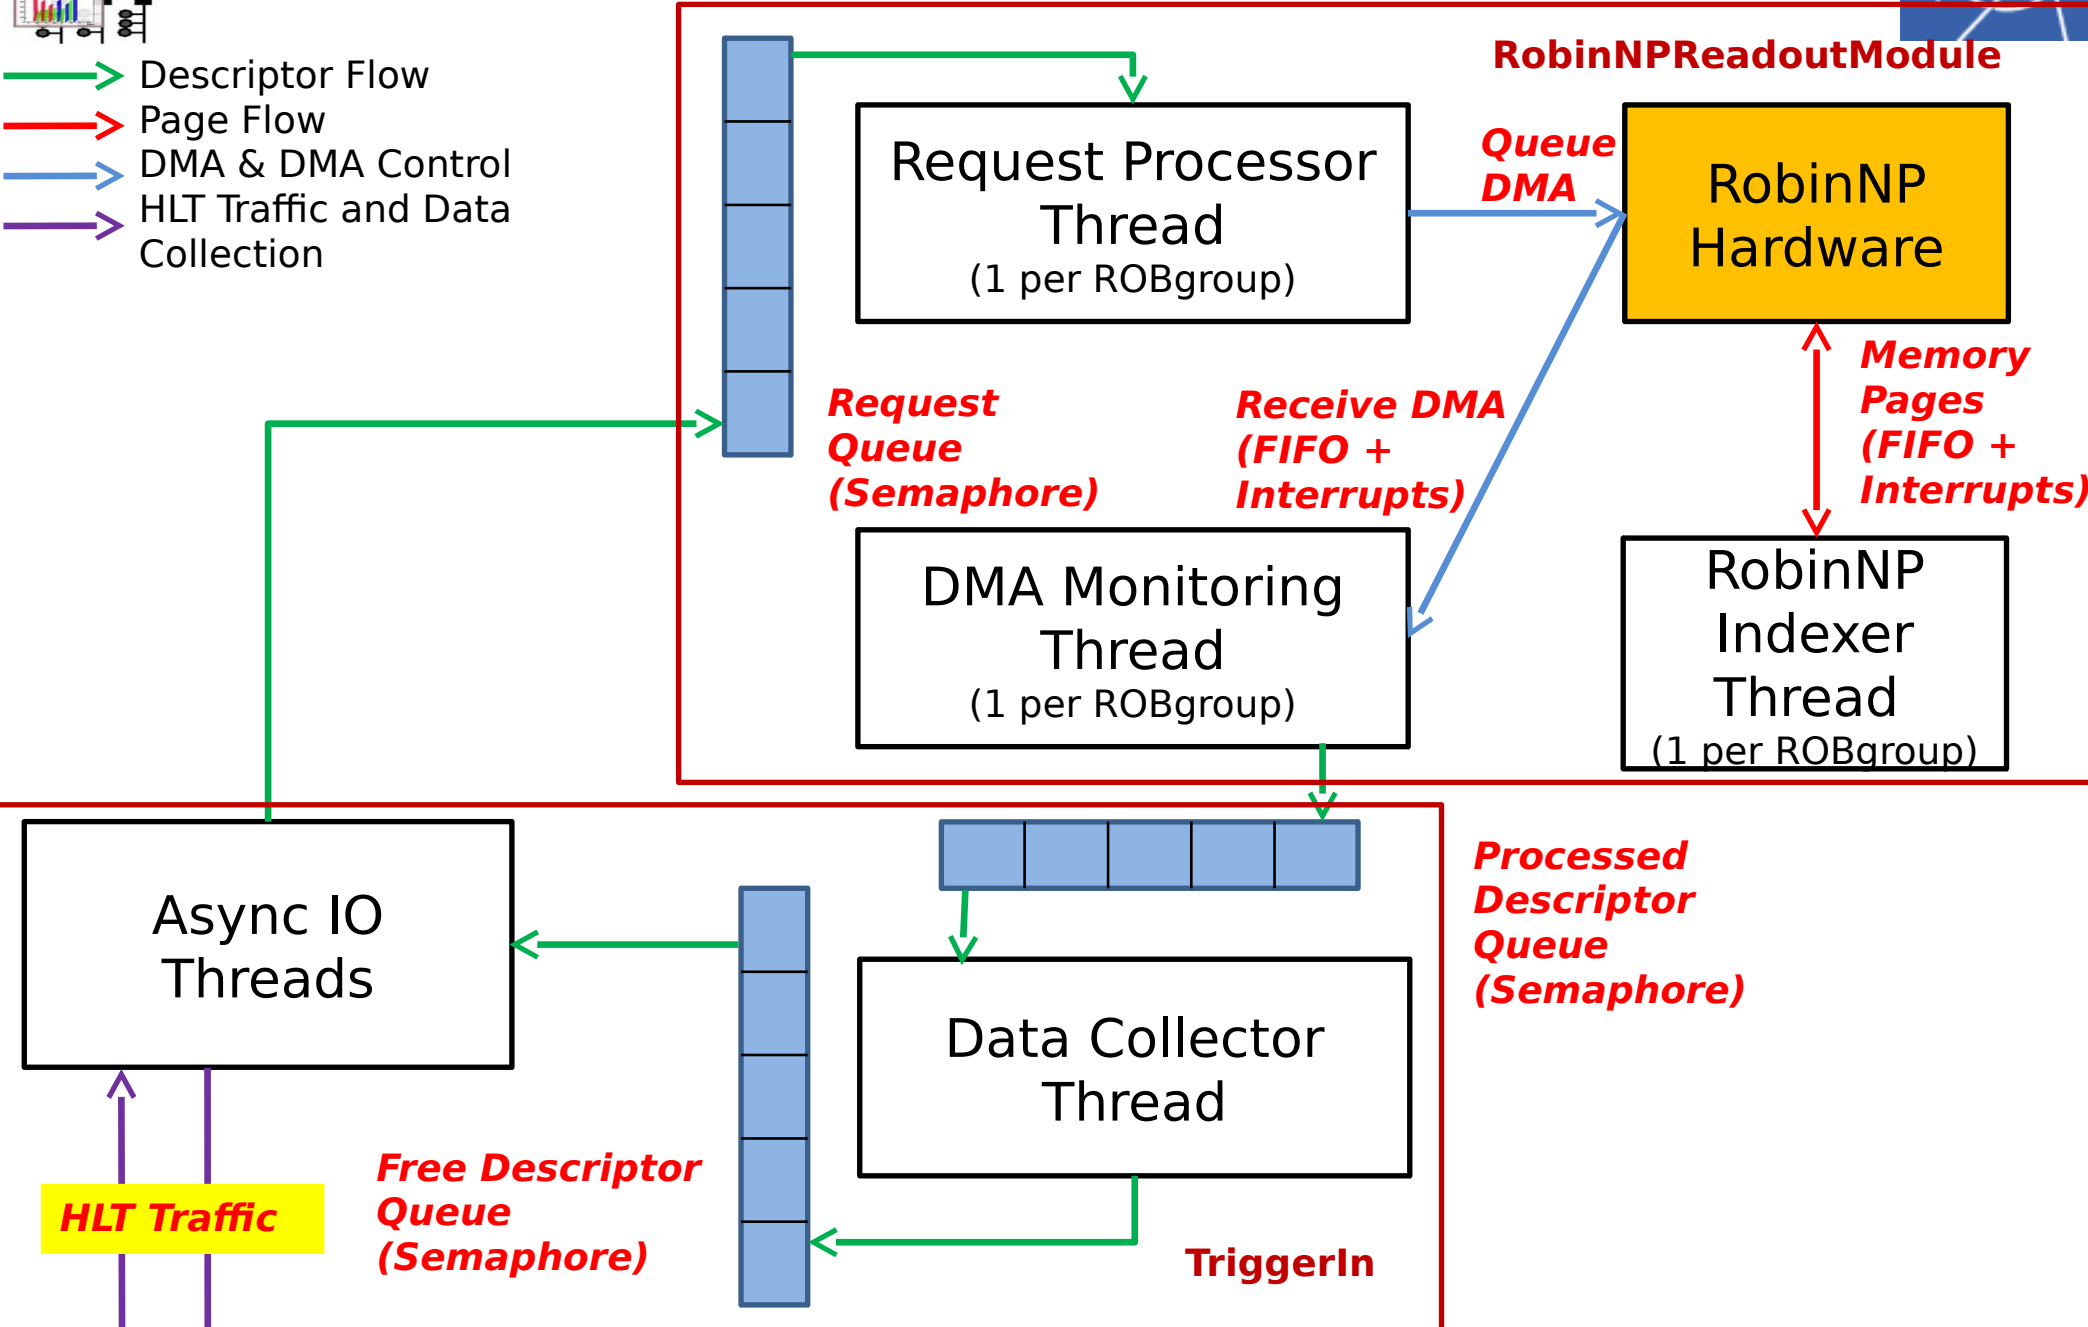 Descriptor Flow
Page Flow
DMA & DMA Control
HLT Traffic and Data
Collection
RobinNPReadoutModule
Request Processor
Thread
(1 per ROBgroup)
Queue
DMA
RobinNP
Hardware
Request
Queue
(Semaphore)
Receive DMA
(FIFO +
Interrupts)
Memory
Pages
(FIFO +
Interrupts)
DMA Monitoring
Thread
(1 per ROBgroup)
RobinNP
Indexer
Thread
(1 per ROBgroup)
Async IO
Threads
Processed
Descriptor
Queue
(Semaphore)
Data Collector
Thread
Free Descriptor
Queue
(Semaphore)
HLT Traffic
TriggerIn